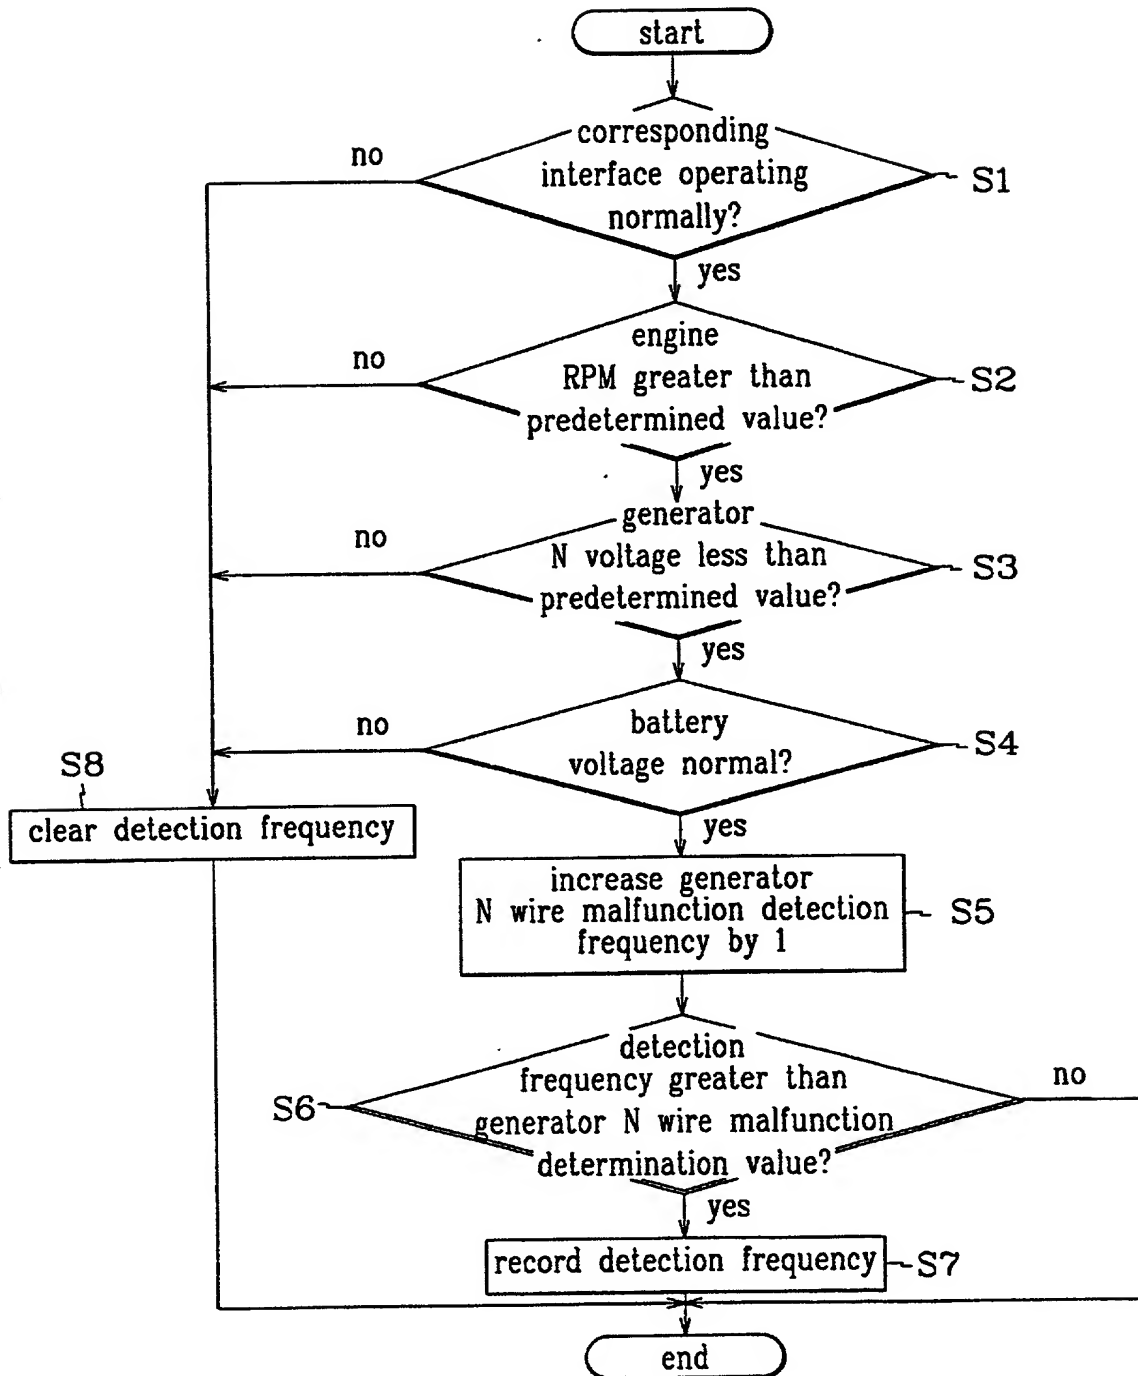 start
corresponding
interface operating
normally?
no
S1
yes
engine
RPM greater than
predetermined value?
no
S2
yes
generator
N voltage less than
predetermined value?
no
S3
yes
battery
voltage normal?
no
S4
yes
S8
clear detection frequency
increase generator
N wire malfunction detection
frequency by 1
S5
detection
frequency greater than
generator N wire malfunction
determination value?
S6
no
yes
record detection frequency
S7
end